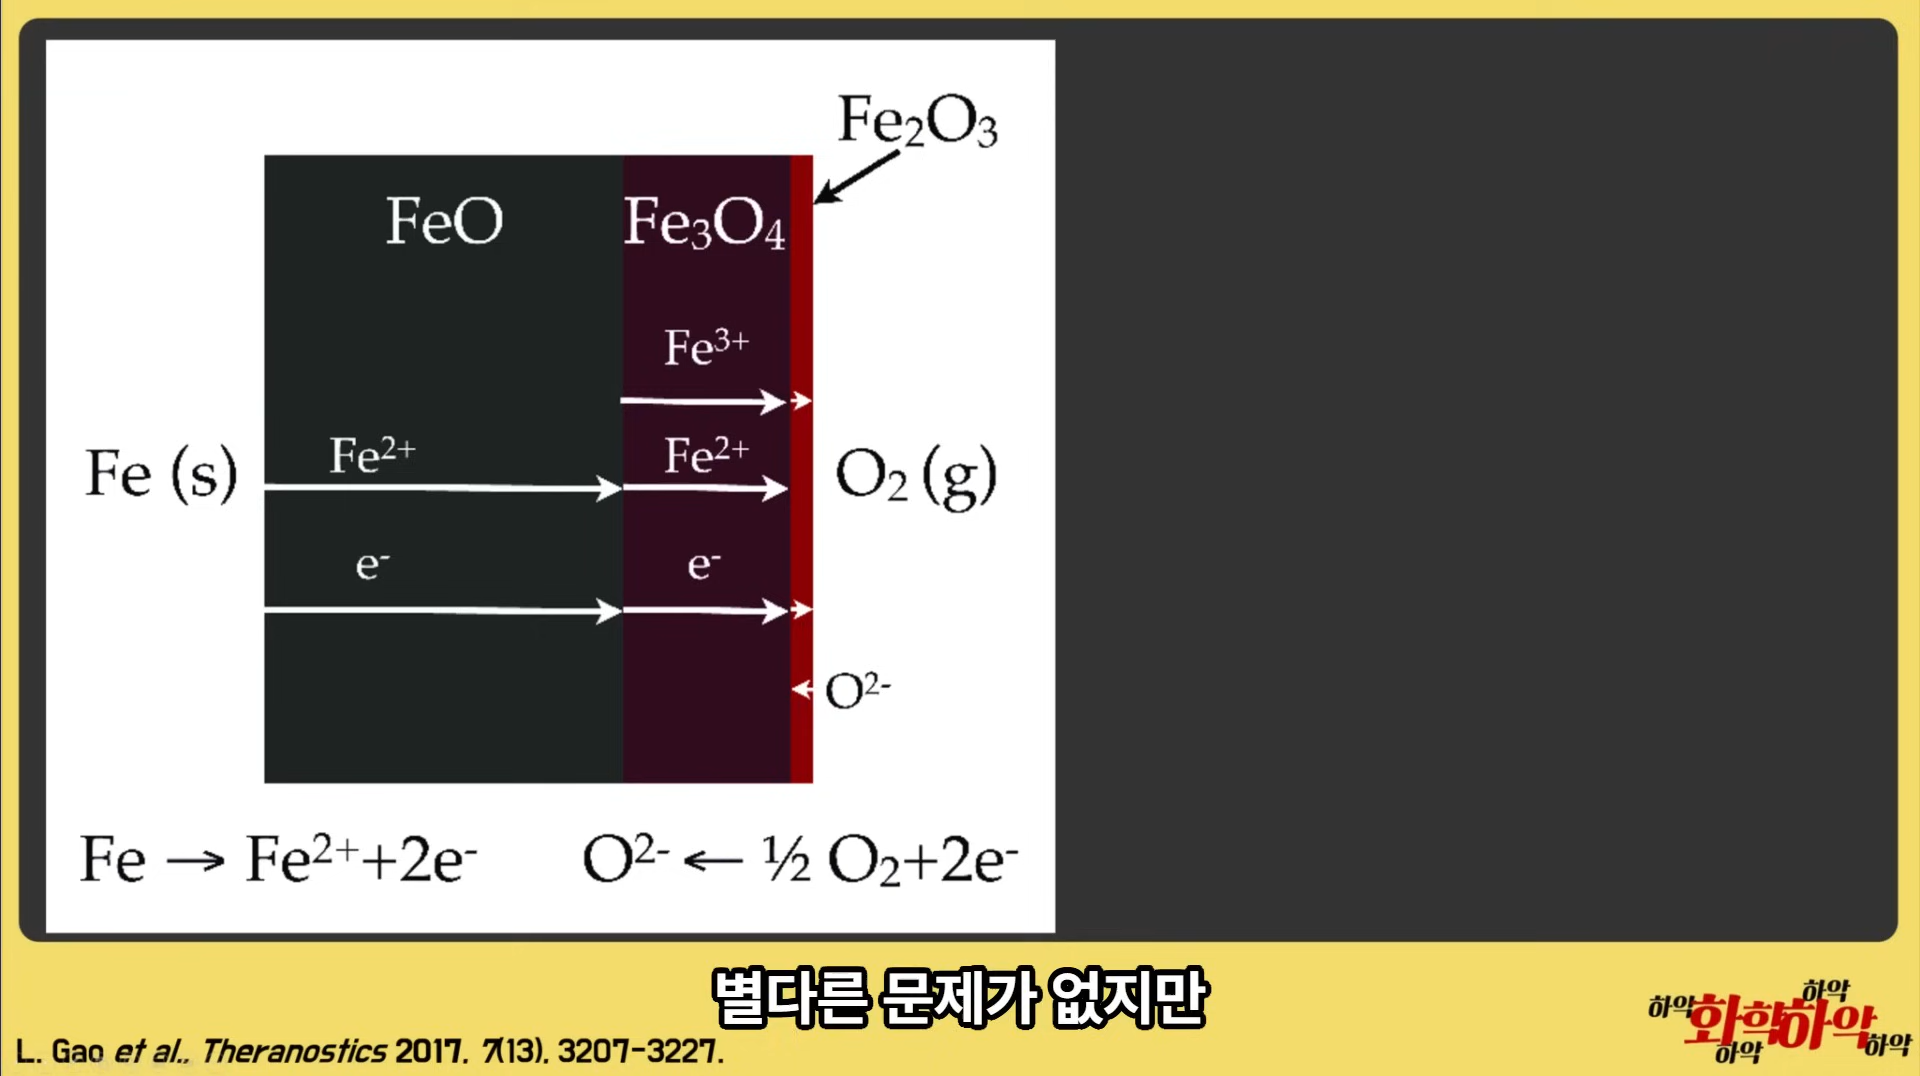 Fe₂O₃
FeO
Fe₃O₄
Fe³⁺
Fe²⁺
Fe²⁺
Fe (s)
O₂ (g)
e⁻
e⁻
O²⁻
Fe → Fe²⁺+2e⁻
O²⁻ ← ½ O₂+2e⁻
별다른 문제가 없지만
L. Gao et al., Theranostics 2017, 7(13), 3207-3227.
하악
하악
화학하악
하악
하악